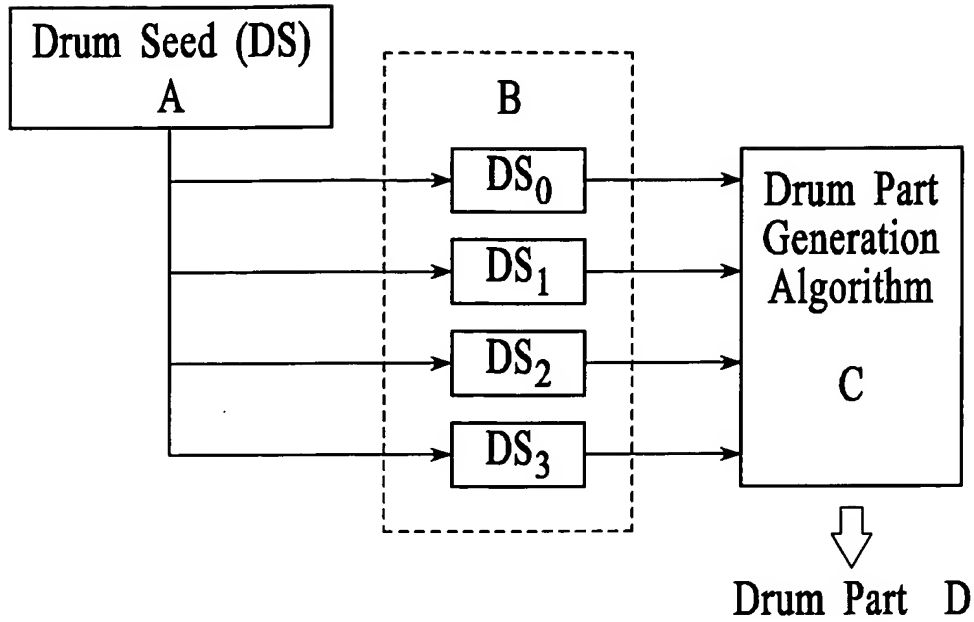 Drum Seed (DS)
A
B
DS0
DS1
DS2
DS3
Drum Part
Generation
Algorithm
C
Drum Part D